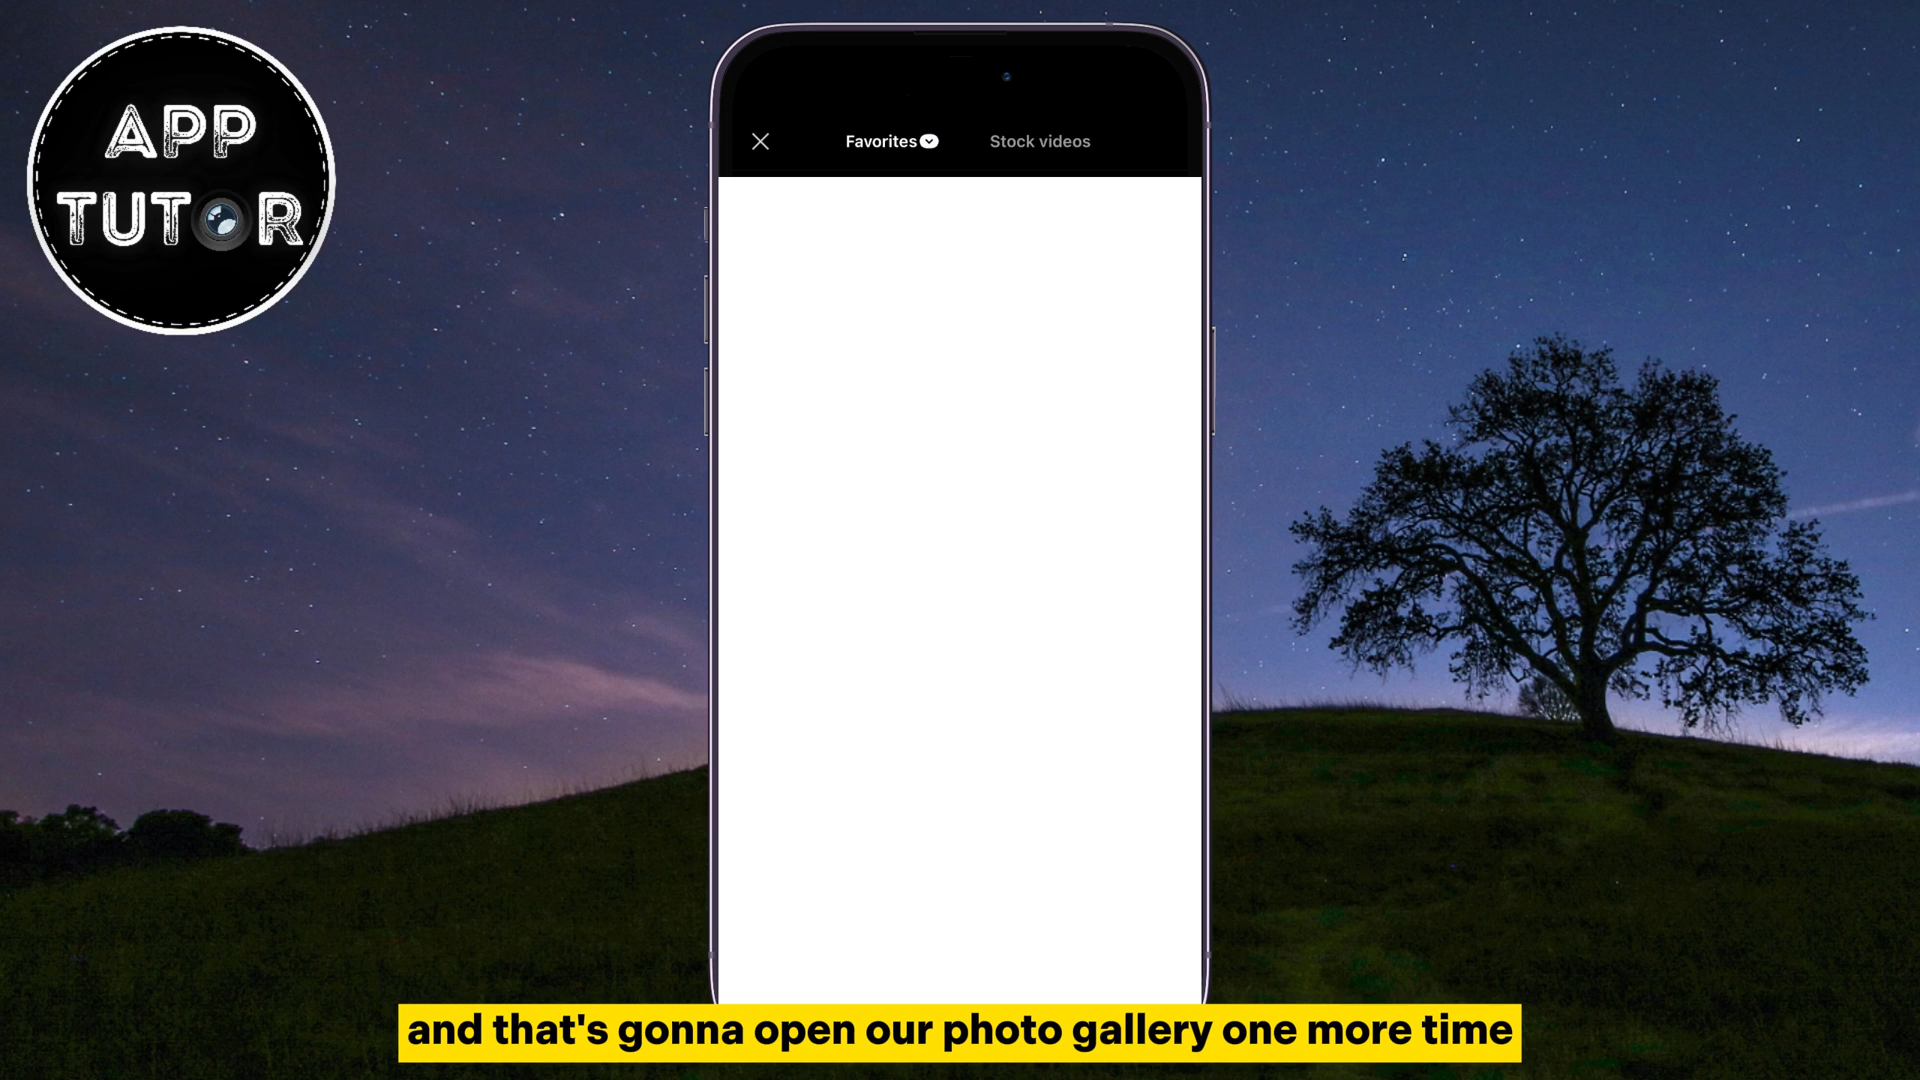 APP
TUTOR
Favorites
Stock videos
and that's gonna open our photo gallery one more time